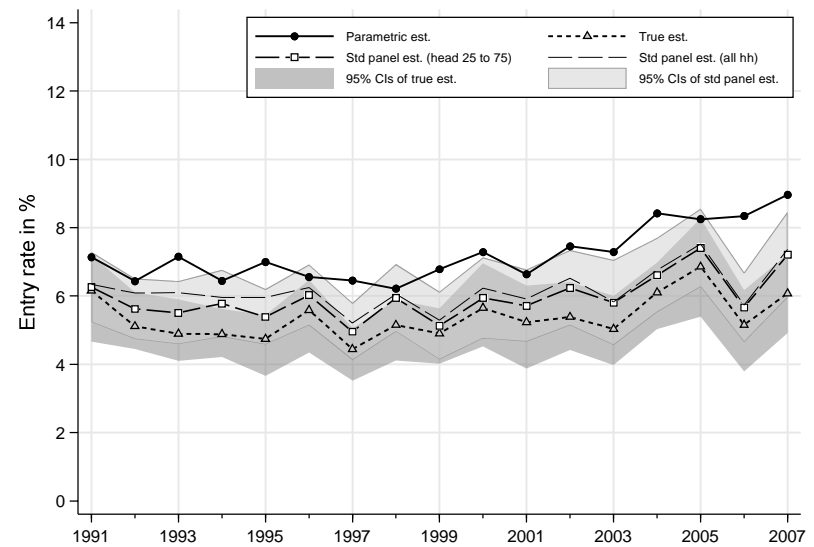 Parametric est.
True est.
Std panel est. (head 25 to 75)
Std panel est. (all hh)
95% CIs of true est.
95% CIs of std panel est.
Entry rate in %
14
12
10
8
6
4
2
0
1991 1993 1995 1997 1999 2001 2003 2005 2007